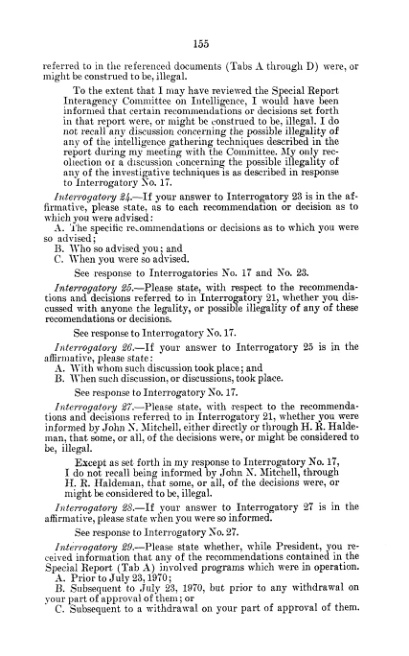 155
referred to in the referenced documents (Tabs A through D) were, or
might be construed to be, illegal.
To the extent that I may have reviewed the Special Report
Interagency Committee on Intelligence, I would have been
informed that certain recommendations or decisions set forth
in that report were, or might be construed to be, illegal. I do
not recall any discussion concerning the possible illegality of
any of the intelligence gathering techniques described in the
report during my meeting with the Committee. My only rec-
ollection of a discussion concerning the possible illegality of
any of the investigative techniques is as described in response
to Interrogatory No. 17.
Interrogatory 24.—If your answer to Interrogatory 23 is in the af-
firmative, please state, as to each recommendation or decision as to
which you were advised:
A. The specific recommendations or decisions as to which you were
so advised;
B. Who so advised you; and
C. When you were so advised.
See response to Interrogatories No. 17 and No. 23.
Interrogatory 25.—Please state, with respect to the recommenda-
tions and decisions referred to in Interrogatory 21, whether you dis-
cussed with anyone the legality, or possible illegality of any of these
recomendations or decisions.
See response to Interrogatory No. 17.
Interrogatory 26.—If your answer to Interrogatory 25 is in the
affirmative, please state:
A. With whom such discussion took place; and
B. When such discussion, or discussions, took place.
See response to Interrogatory No. 17.
Interrogatory 27.—Please state, with respect to the recommenda-
tions and decisions referred to in Interrogatory 21, whether you were
informed by John N. Mitchell, either directly or through H. R. Halde-
man, that some, or all, of the decisions were, or might be considered to
be, illegal.
Except as set forth in my response to Interrogatory No. 17,
I do not recall being informed by John N. Mitchell, through
H. R. Haldeman, that some, or all, of the decisions were, or
might be considered to be, illegal.
Interrogatory 28.—If your answer to Interrogatory 27 is in the
affirmative, please state when you were so informed.
See response to Interrogatory No. 27.
Interrogatory 29.—Please state whether, while President, you re-
ceived information that any of the recommendations contained in the
Special Report (Tab A) involved programs which were in operation.
A. Prior to July 23, 1970;
B. Subsequent to July 23, 1970, but prior to any withdrawal on
your part of approval of them; or
C. Subsequent to a withdrawal on your part of approval of them.